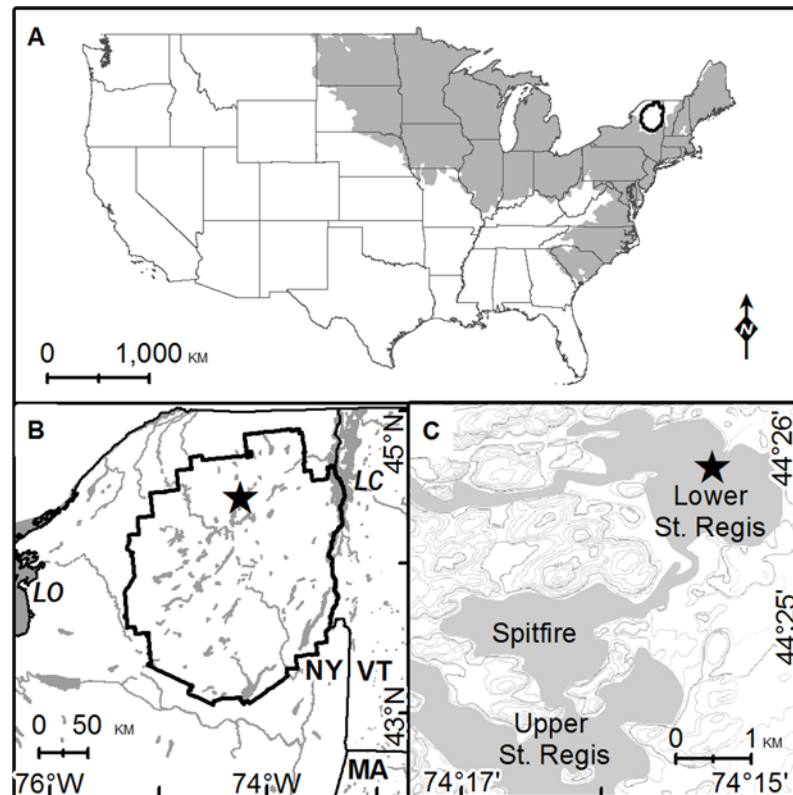 A
0 1,000 KM
N
B
45°N
LC
LO
NY VT
43°N
0 50 KM
MA
76°W 74°W
C
44°26'
Lower
St. Regis
44°25'
Spitfire
Upper
St. Regis
0 1 KM
74°17' 74°15'